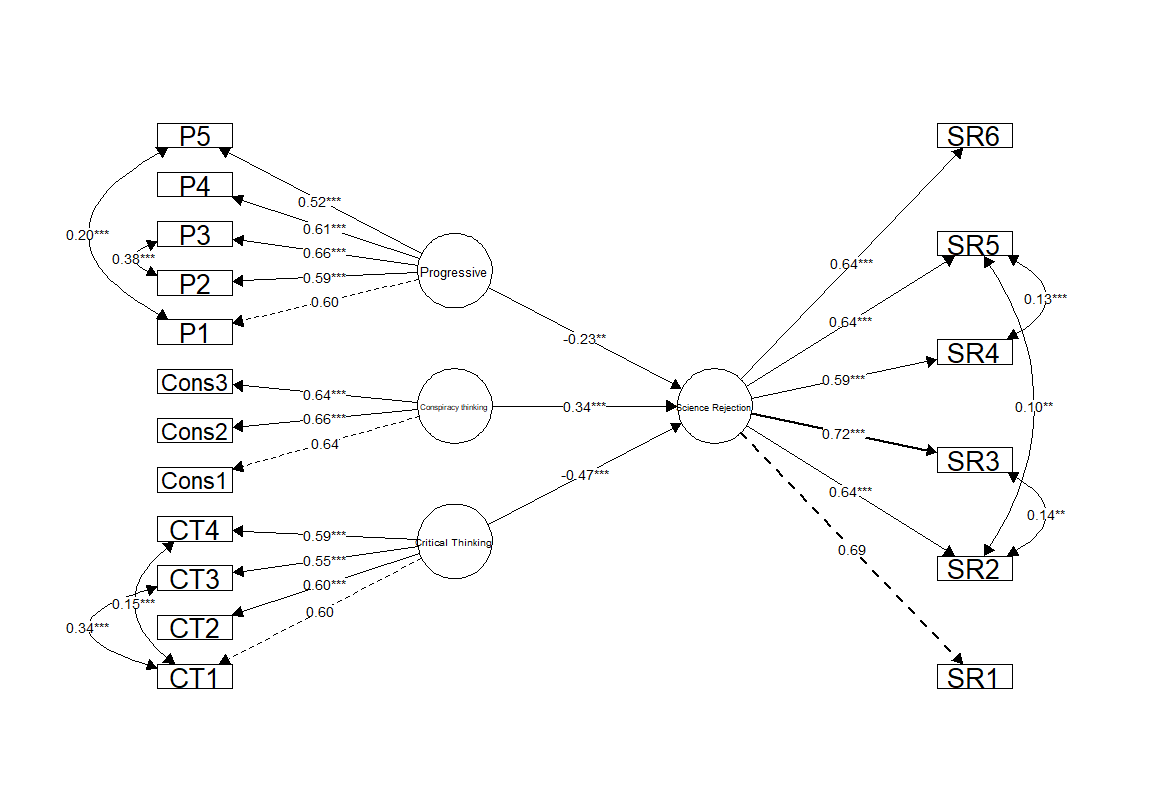 P5
P4
P3
P2
P1
Cons3
Cons2
Cons1
CT4
CT3
CT2
CT1
0.20***
0.38***
0.15***
0.34***
0.52***
0.61***
0.66***
0.59***
0.60
0.64***
0.66***
0.64
0.59***
0.55***
0.60***
0.60
Progressive
Conspiracy thinking
Critical Thinking
-0.23**
0.34***
-0.47***
Science Rejection
0.64***
0.64***
0.59***
0.72***
0.64***
0.69
SR6
SR5
SR4
SR3
SR2
SR1
0.13***
0.10**
0.14**